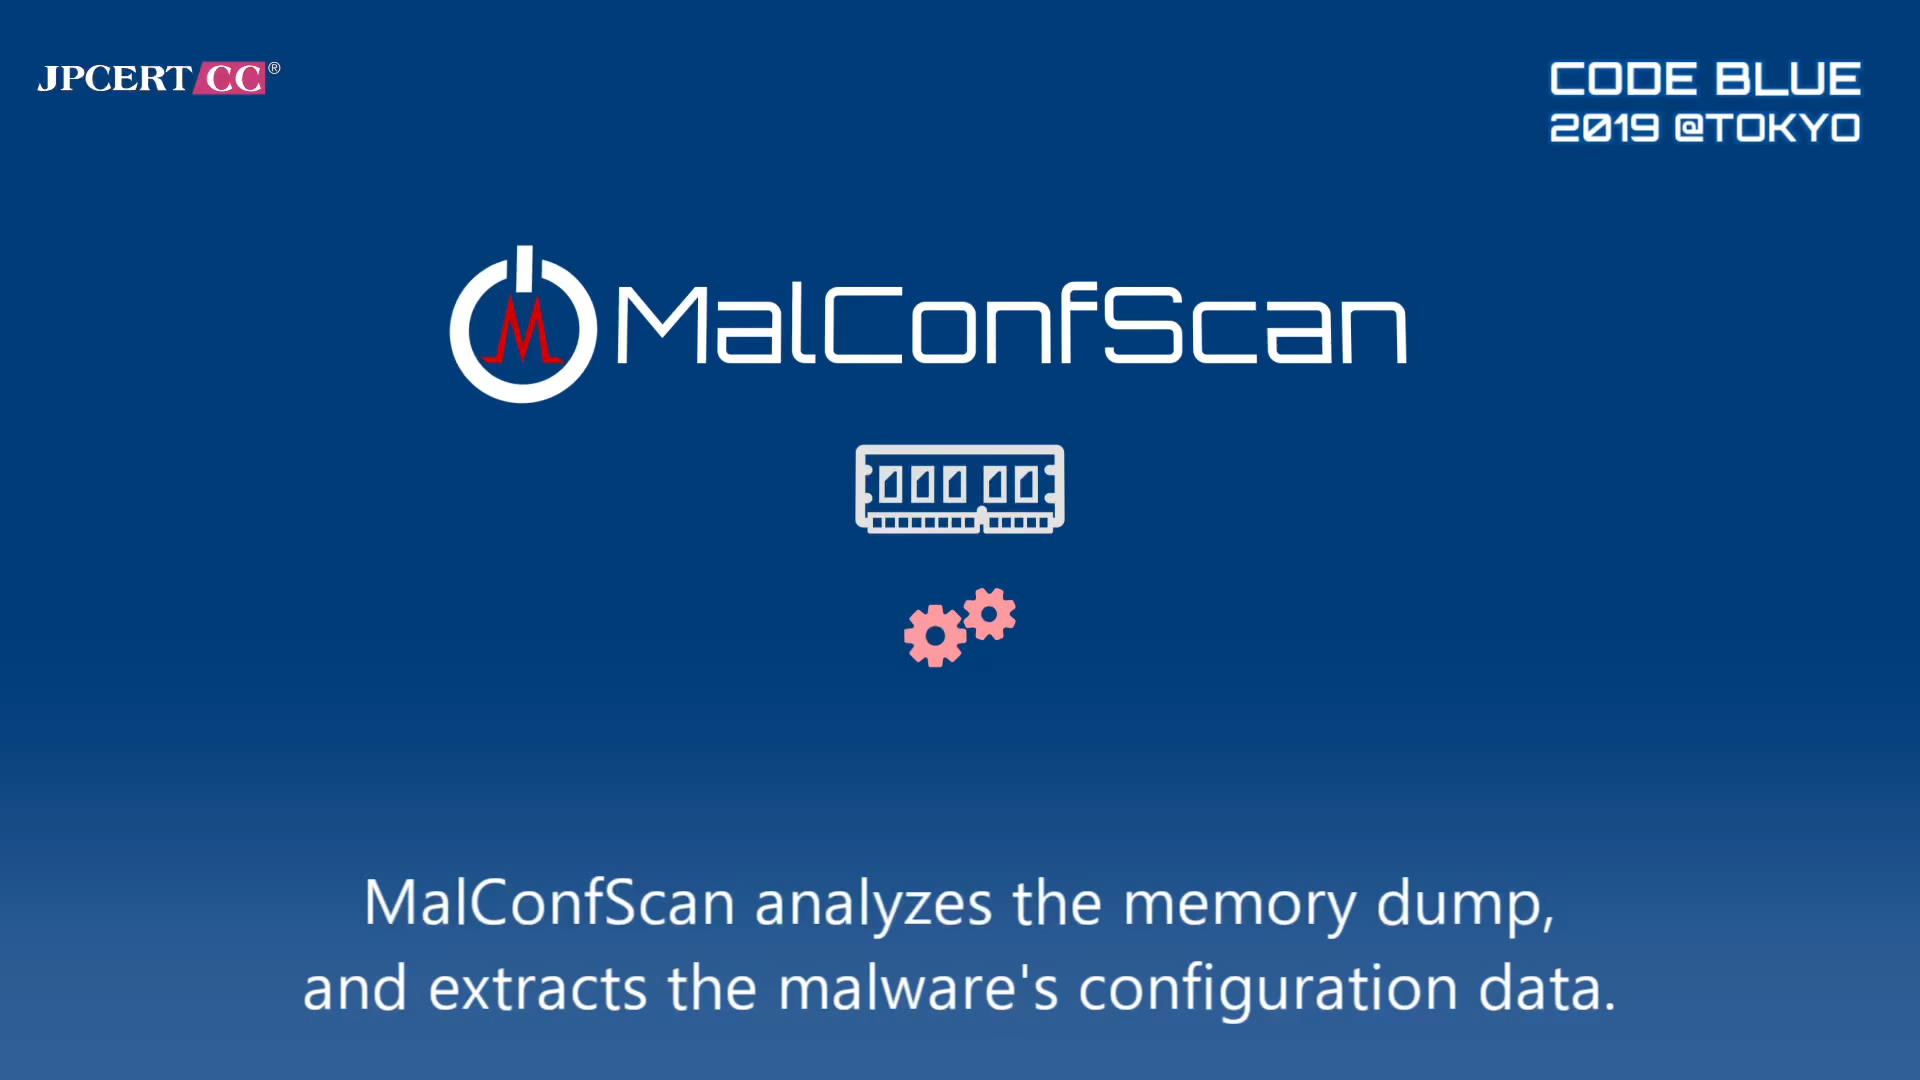 JPCERT CC®
CODE BLUE
2019 @TOKYO
MalConfScan
MalConfScan analyzes the memory dump,
and extracts the malware's configuration data.